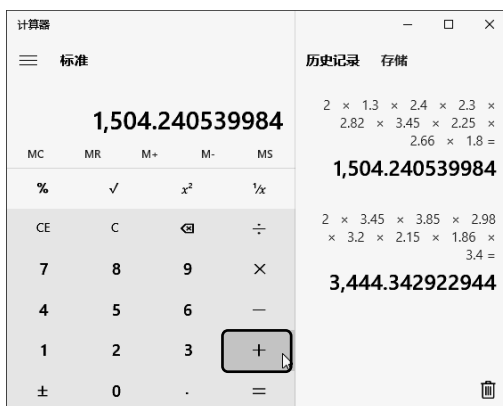 计算器
标准
历史记录 存储
1,504.240539984
MC MR M+ M- MS
% √ x² ¹/x
CE C ÷
7 8 9 ×
4 5 6 −
1 2 3 +
± 0 . =
2 × 1.3 × 2.4 × 2.3 ×
2.82 × 3.45 × 2.25 ×
2.66 × 1.8 =
1,504.240539984
2 × 3.45 × 3.85 × 2.98
× 3.2 × 2.15 × 1.86 ×
3.4 =
3,444.342922944